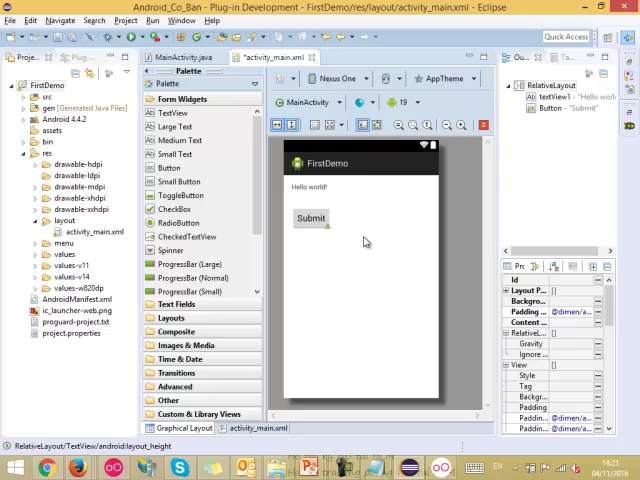 Android_Co_Ban - Plug-in Development - FirstDemo/res/layout/activity_main.xml - Eclipse
File Edit Navigate Search Project Run Window Help
Quick Access
Proje...
Plug-...
MainActivity.java
*activity_main.xml
Ou...
Ta...
FirstDemo
src
gen [Generated Java Files]
Android 4.4.2
assets
bin
res
drawable-hdpi
drawable-ldpi
drawable-mdpi
drawable-xhdpi
drawable-xxhdpi
layout
activity_main.xml
menu
values
values-v11
values-v14
values-w820dp
AndroidManifest.xml
ic_launcher-web.png
proguard-project.txt
project.properties
Palette
Palette
Form Widgets
TextView
Large Text
Medium Text
Small Text
Button
Small Button
ToggleButton
CheckBox
RadioButton
CheckedTextView
Spinner
ProgressBar (Large)
ProgressBar (Normal)
ProgressBar (Small)
Text Fields
Layouts
Composite
Images & Media
Time & Date
Transitions
Advanced
Other
Custom & Library Views
Graphical Layout
activity_main.xml
Nexus One
AppTheme
MainActivity
19
2
FirstDemo
Hello world!
Submit
RelativeLayout
textView1 - "Hello world
Button - "Submit"
Pr
Id
Layout P... []
Backgro...
Padding @dimen/a...
Content ...
RelativeL... []
Gravity
Ignore ...
View []
Style
Tag
Backgr...
Padding
Paddin... @dimen/a...
Paddin... @dimen/a...
RelativeLayout/TextView/android:layout_height
EN
14:23
04/11/2016